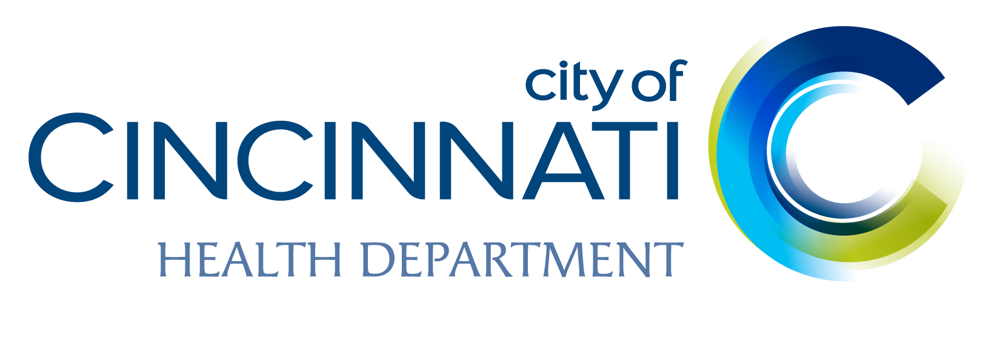 city of
CINCINNATI
HEALTH DEPARTMENT